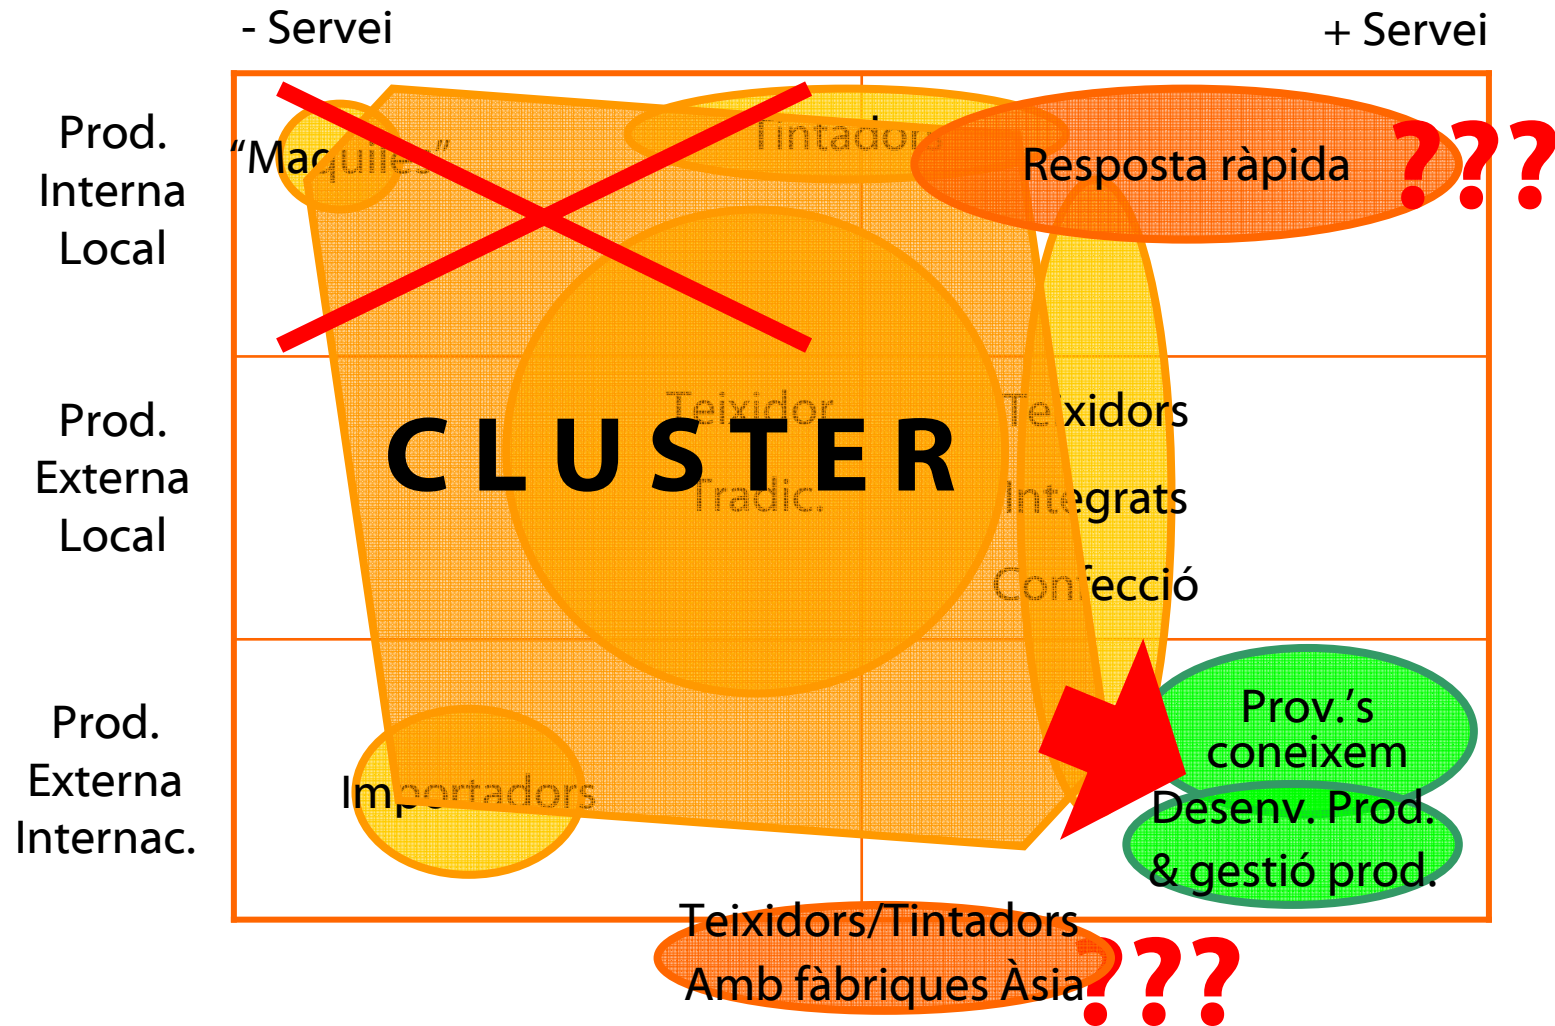 - Servei
+ Servei
Prod.
Interna
Local
"Maquiles"
Tintadors
Resposta ràpida
???
Prod.
Externa
Local
Teixidor
Tradic.
CLUSTER
Teixidors
Integrats
Confecció
Prod.
Externa
Internac.
Importadors
Prov.'s
coneixem
Desenv. Prod.
& gestió prod.
Teixidors/Tintadors
Amb fàbriques Àsia
???